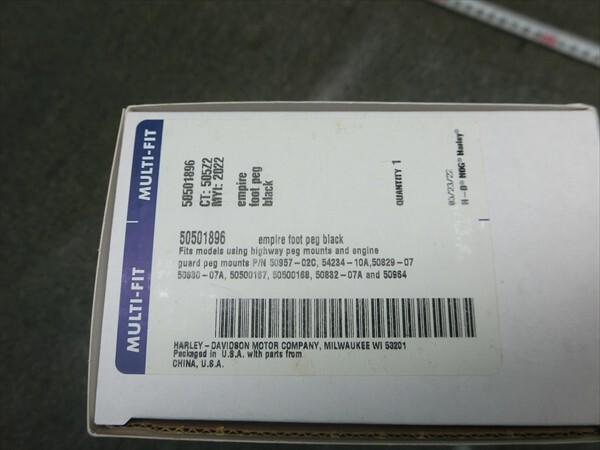 MULTI-FIT
MULTI-FIT
50501896
CT: 505Z2
MYI: 2022
empire
foot peg
black
QUANTITY 1
H-D® HOG® Harley®
50501896 empire foot peg black
Fits models using highway peg mounts and engine
guard peg mounts P/N 50957-02C, 54234-10A, 50829-07
50930-07A, 50500167, 50500168, 50832-07A and 50964
HARLEY-DAVIDSON MOTOR COMPANY, MILWAUKEE WI 53201
Packaged in U.S.A. with parts from
CHINA, U.S.A.